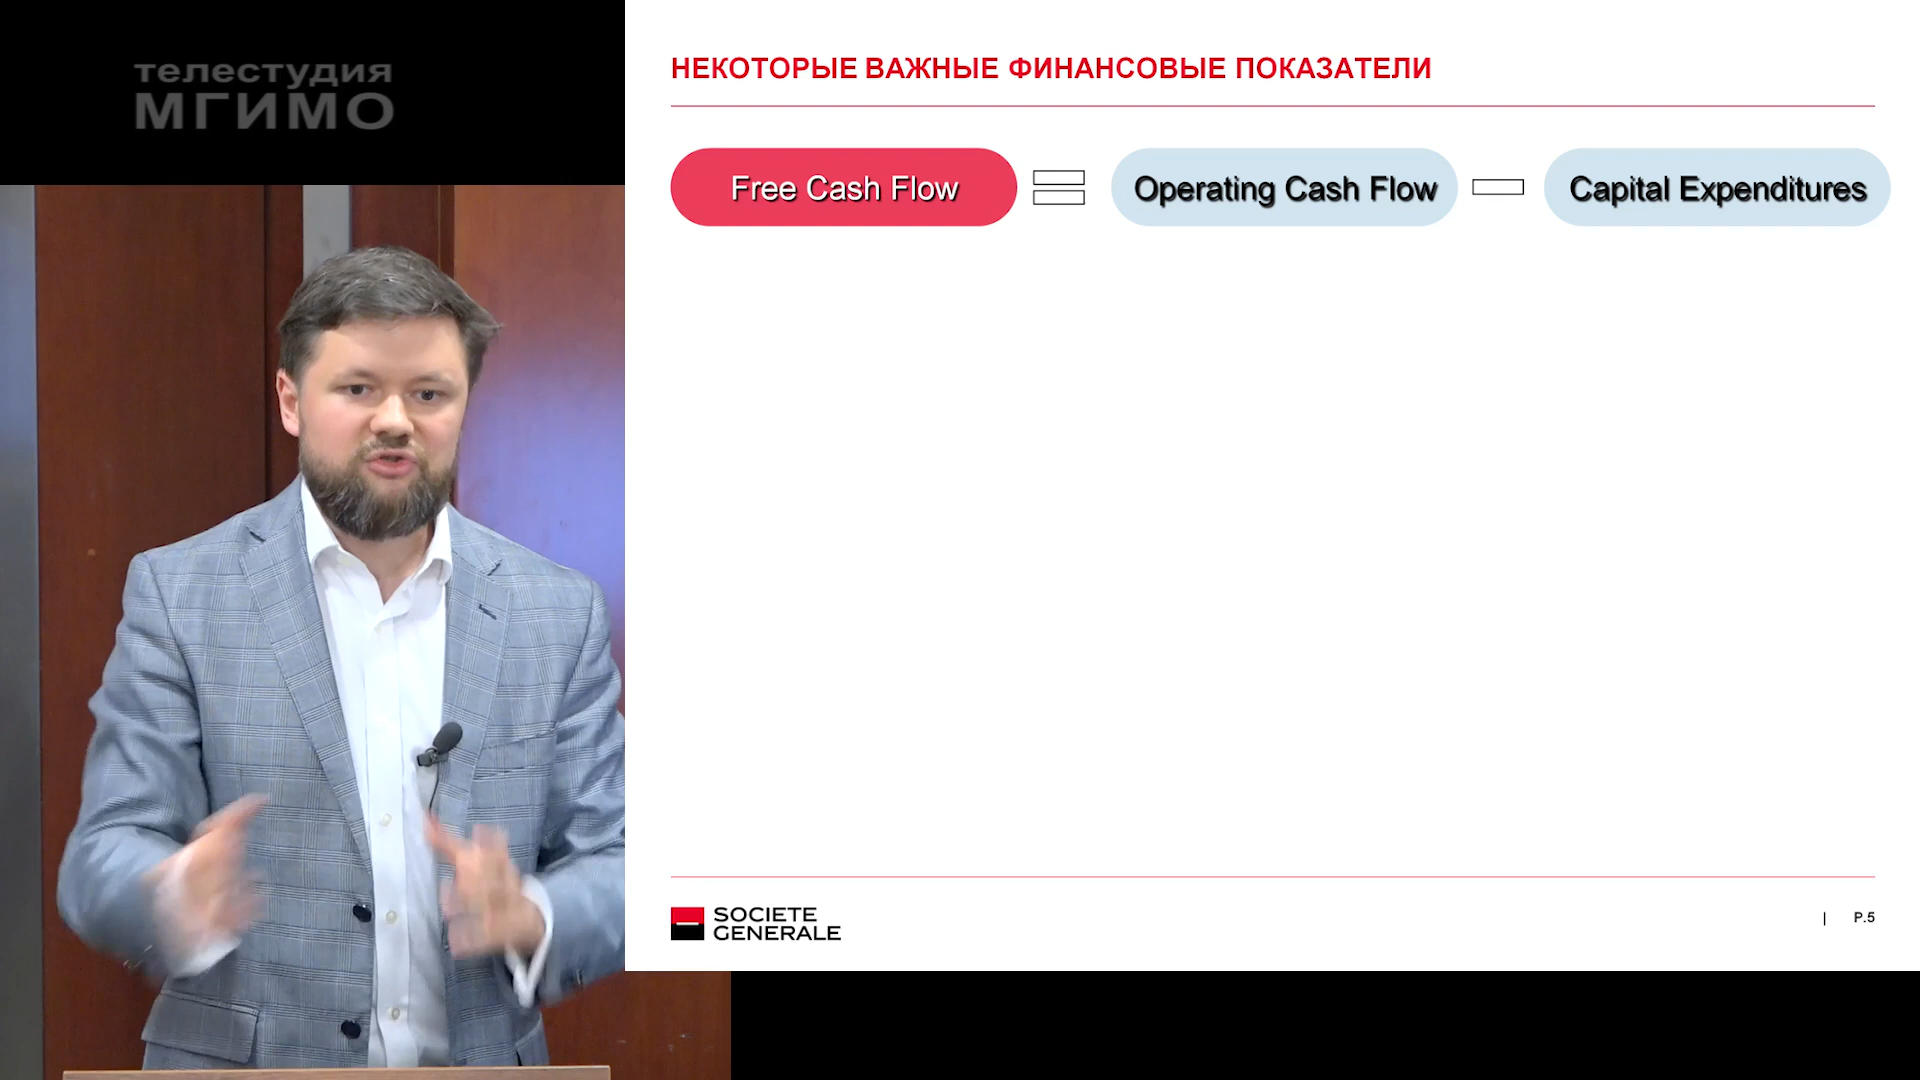 телестудия
МГИМО
НЕКОТОРЫЕ ВАЖНЫЕ ФИНАНСОВЫЕ ПОКАЗАТЕЛИ
Free Cash Flow
Operating Cash Flow
Capital Expenditures
SOCIETE
GENERALE
| P.5